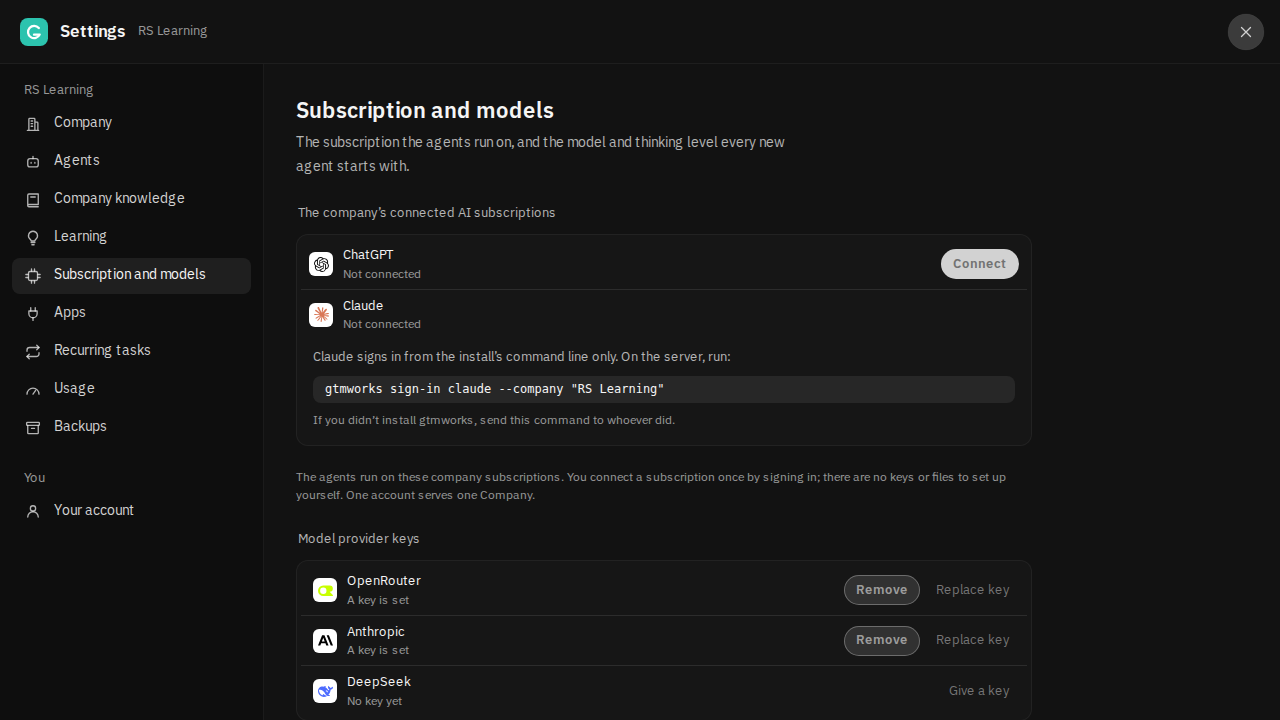 Settings RS Learning
RS Learning
Company
Agents
Company knowledge
Learning
Subscription and models
Apps
Recurring tasks
Usage
Backups
You
Your account
Subscription and models
The subscription the agents run on, and the model and thinking level every new
agent starts with.
The company's connected AI subscriptions
ChatGPT
Not connected
Connect
Claude
Not connected
Claude signs in from the install's command line only. On the server, run:
gtmworks sign-in claude --company "RS Learning"
If you didn't install gtmworks, send this command to whoever did.
The agents run on these company subscriptions. You connect a subscription once by signing in; there are no keys or files to set up
yourself. One account serves one Company.
Model provider keys
OpenRouter
A key is set
Remove Replace key
Anthropic
A key is set
Remove Replace key
DeepSeek
No key yet
Give a key